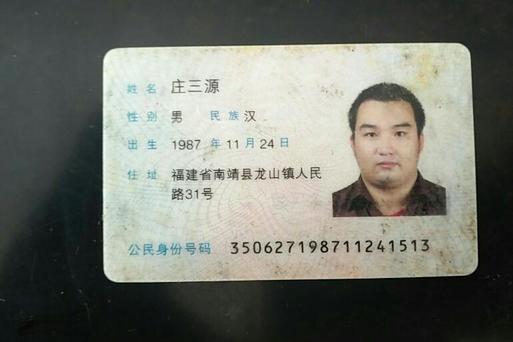 姓名 庄三源
性别 男 民族 汉
出生 1987 年 11 月 24 日
住址 福建省南靖县龙山镇人民
路31号
公民身份号码 350627198711241513